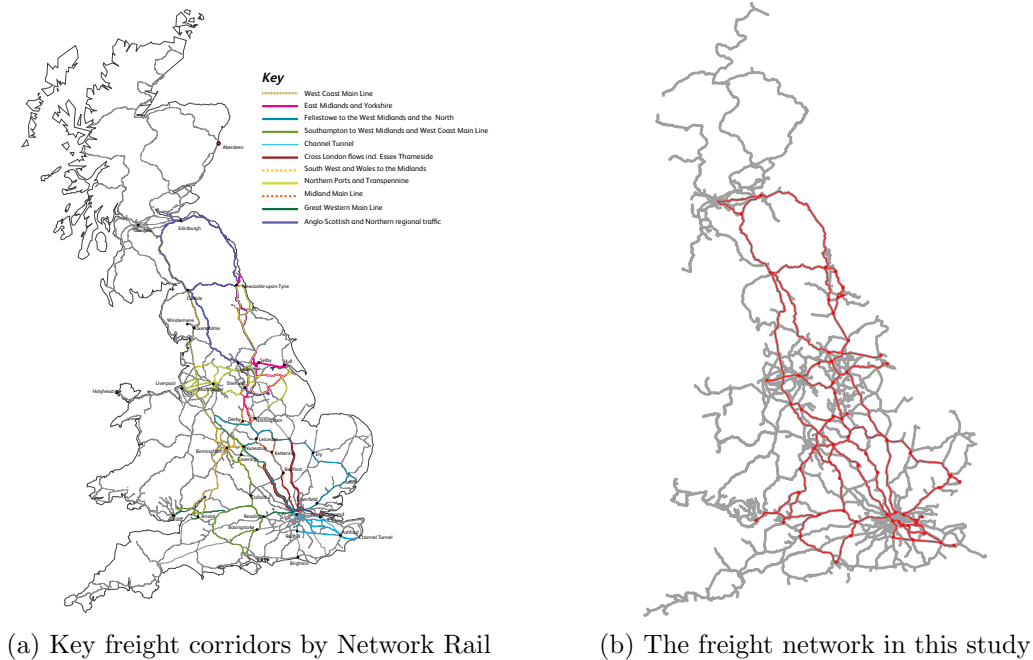 Key
West Coast Main Line
East Midlands and Yorkshire
Felixstowe to the West Midlands and the North
Southampton to West Midlands and West Coast Main Line
Channel Tunnel
Cross London flows incl. Essex Thameside
South West and Wales to the Midlands
Northern Ports and Transpennine
Midland Main Line
Great Western Main Line
Anglo-Scottish and Northern regional traffic
Aberdeen
Edinburgh
Newcastle-upon-Tyne
Carlisle
Windermere
Oxenholme
Selby
Hull
Liverpool
Manchester
Sheffield
Holyhead
Derby
Nottingham
Leicester
Birmingham
Nuneaton
Coventry
Kettering
Ely
Bedford
Oxford
Bristol
Reading
Basingstoke
Redhill
Ashford
Channel Tunnel
Brighton
(a) Key freight corridors by Network Rail
(b) The freight network in this study